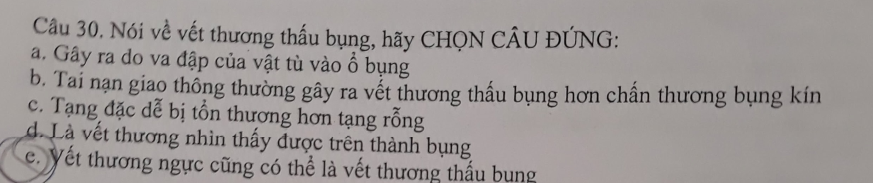 Câu 30. Nói về vết thương thấu bụng, hãy CHỌN CÂU ĐÚNG:
a. Gây ra do va đập của vật tù vào ổ bụng
b. Tai nạn giao thông thường gây ra vết thương thấu bụng hơn chấn thương bụng kín
c. Tạng đặc dễ bị tổn thương hơn tạng rỗng
d. Là vết thương nhìn thấy được trên thành bụng
e. Vết thương ngực cũng có thể là vết thương thấu bụng